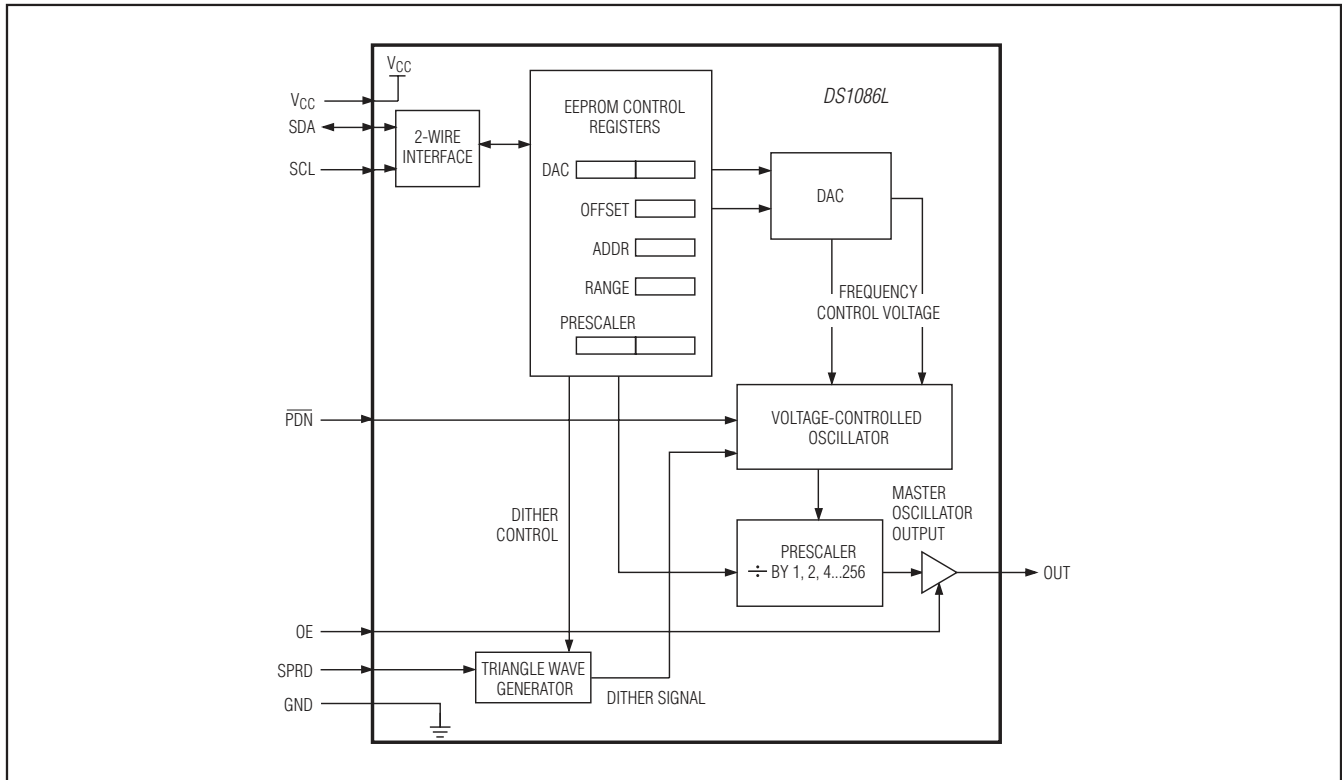 VCC
DS1086L
VCC
SDA
SCL
2-WIRE
INTERFACE
EEPROM CONTROL
REGISTERS
DAC
OFFSET
ADDR
RANGE
PRESCALER
DAC
FREQUENCY
CONTROL VOLTAGE
PDN
VOLTAGE-CONTROLLED
OSCILLATOR
DITHER
CONTROL
MASTER
OSCILLATOR
OUTPUT
PRESCALER
÷ BY 1, 2, 4...256
OUT
OE
SPRD
TRIANGLE WAVE
GENERATOR
DITHER SIGNAL
GND